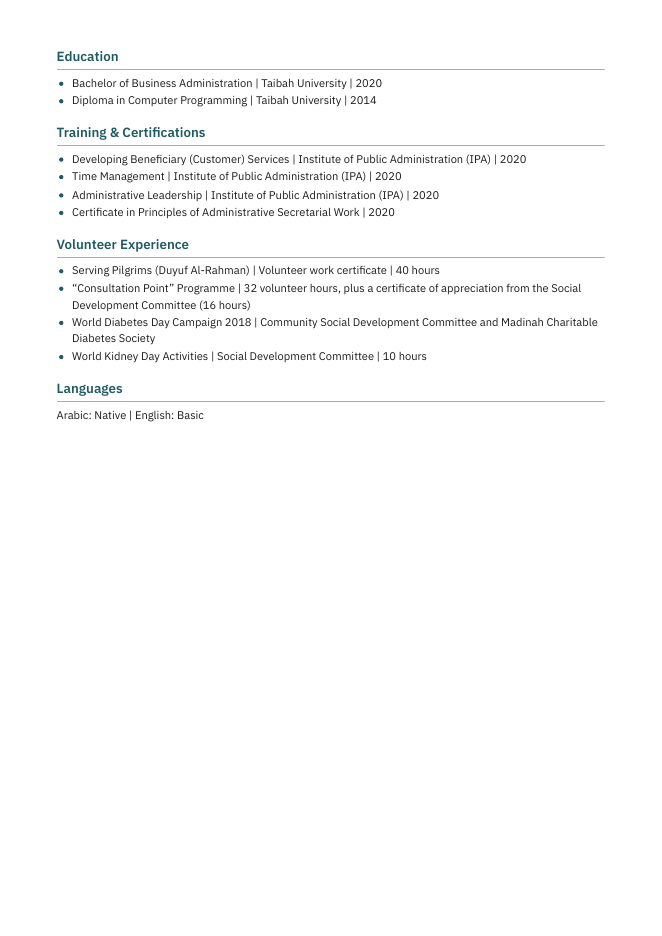 Education
• Bachelor of Business Administration | Taibah University | 2020
• Diploma in Computer Programming | Taibah University | 2014
Training & Certifications
• Developing Beneficiary (Customer) Services | Institute of Public Administration (IPA) | 2020
• Time Management | Institute of Public Administration (IPA) | 2020
• Administrative Leadership | Institute of Public Administration (IPA) | 2020
• Certificate in Principles of Administrative Secretarial Work | 2020
Volunteer Experience
• Serving Pilgrims (Duyuf Al-Rahman) | Volunteer work certificate | 40 hours
• “Consultation Point” Programme | 32 volunteer hours, plus a certificate of appreciation from the Social
Development Committee (16 hours)
• World Diabetes Day Campaign 2018 | Community Social Development Committee and Madinah Charitable
Diabetes Society
• World Kidney Day Activities | Social Development Committee | 10 hours
Languages
Arabic: Native | English: Basic